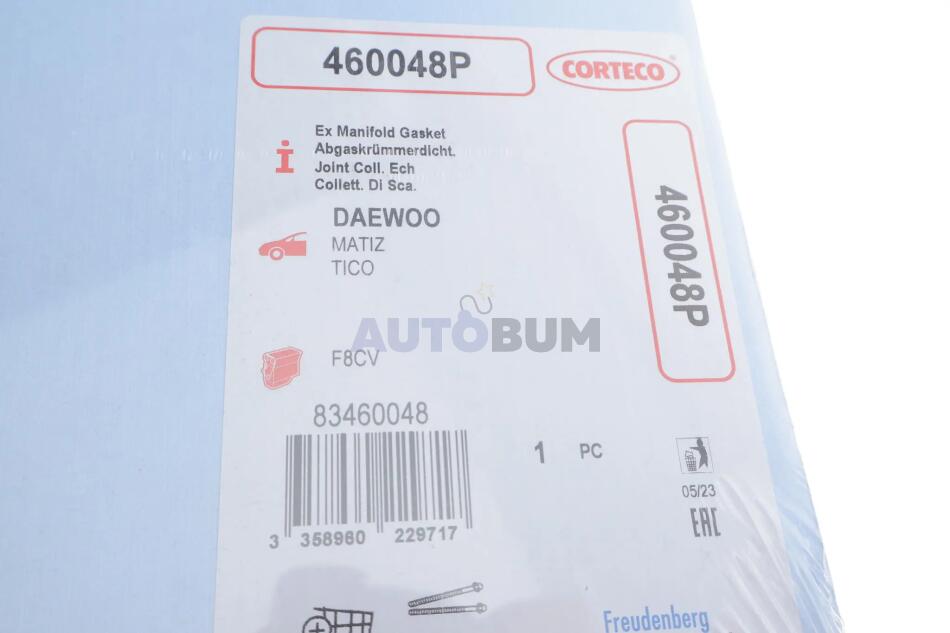 460048P
CORTECO
Ex Manifold Gasket
Abgaskrümmerdicht.
Joint Coll. Ech
Collett. Di Sca.
460048P
DAEWOO
MATIZ
TICO
AUTOBUM
F8CV
83460048
1 PC
05/23
EAC
3 358960 229717
Freudenberg